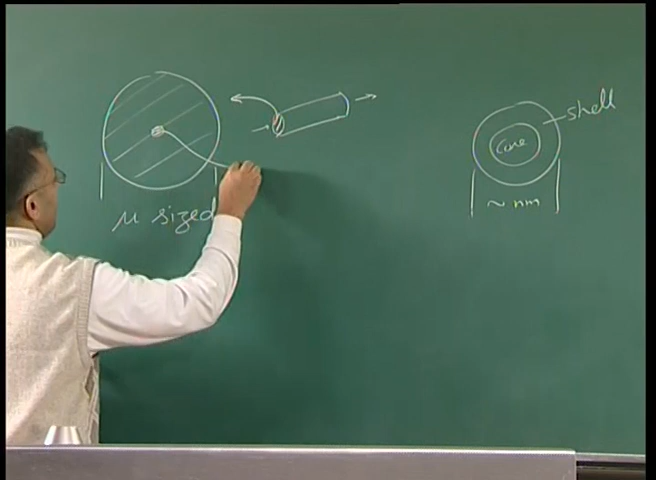 μ sized
shell
Core
~ nm